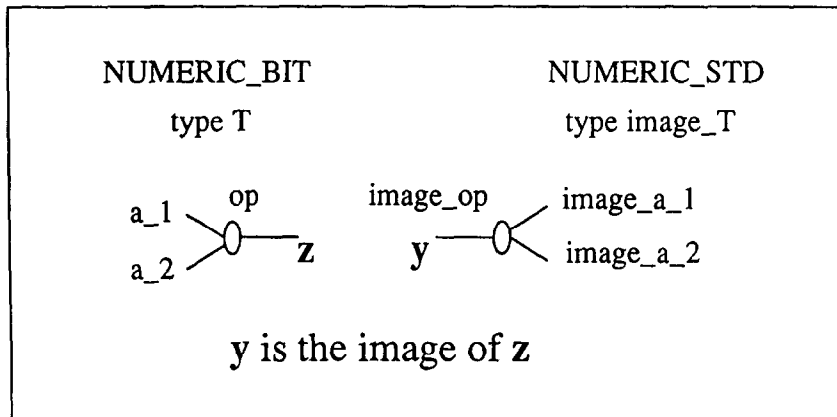 NUMERIC_BIT NUMERIC_STD
type T type image_T
op image_op
a_1 image_a_1
z y
a_2 image_a_2
y is the image of z